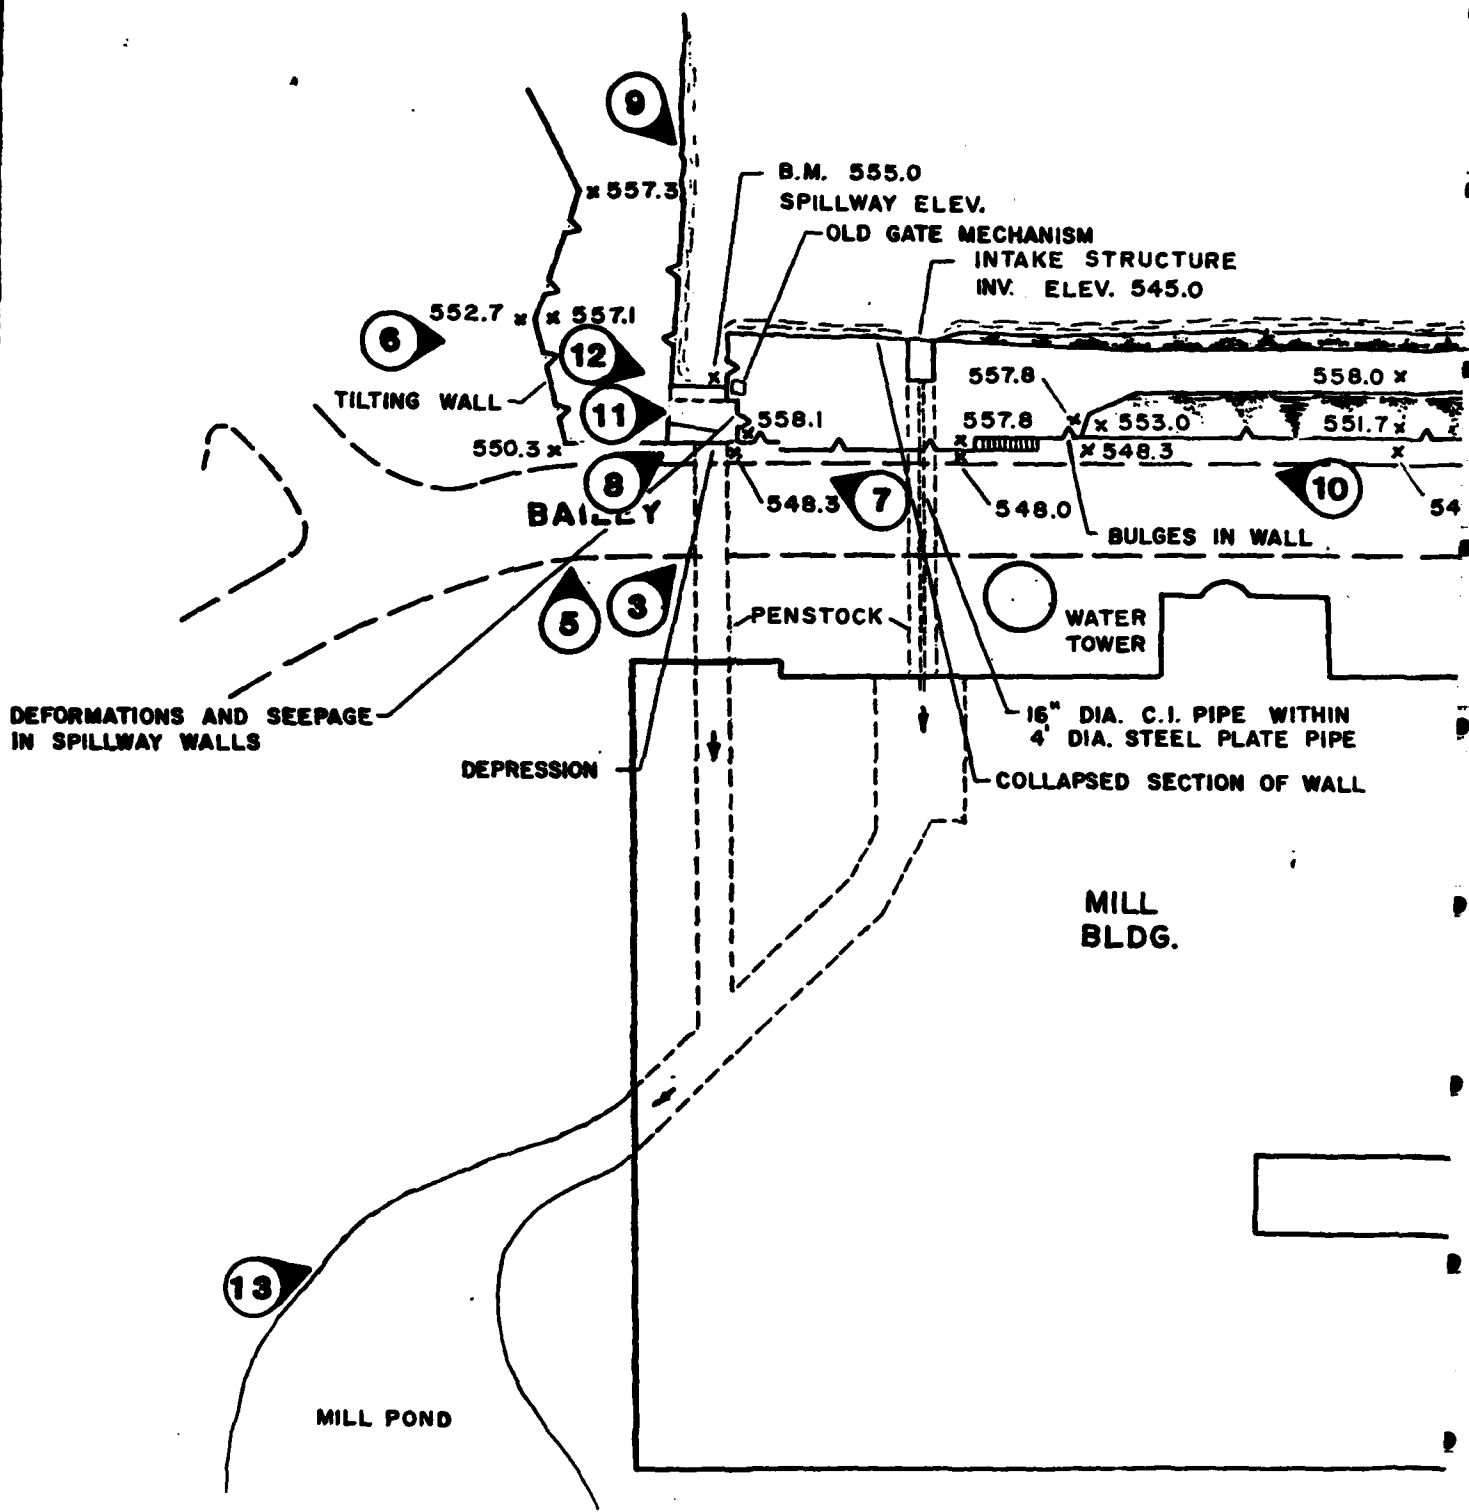 9
557.3
B.M. 555.0
SPILLWAY ELEV.
OLD GATE MECHANISM
INTAKE STRUCTURE
INV. ELEV. 545.0
552.7
557.1
6
12
557.8
558.0
TILTING WALL
11
558.1
557.8
553.0
551.7
550.3
548.3
8
7
10
BAILEY
548.3
548.0
54
BULGES IN WALL
5
3
PENSTOCK
WATER
TOWER
DEFORMATIONS AND SEEPAGE
IN SPILLWAY WALLS
16" DIA. C.I. PIPE WITHIN
4' DIA. STEEL PLATE PIPE
DEPRESSION
COLLAPSED SECTION OF WALL
MILL
BLDG.
13
MILL POND